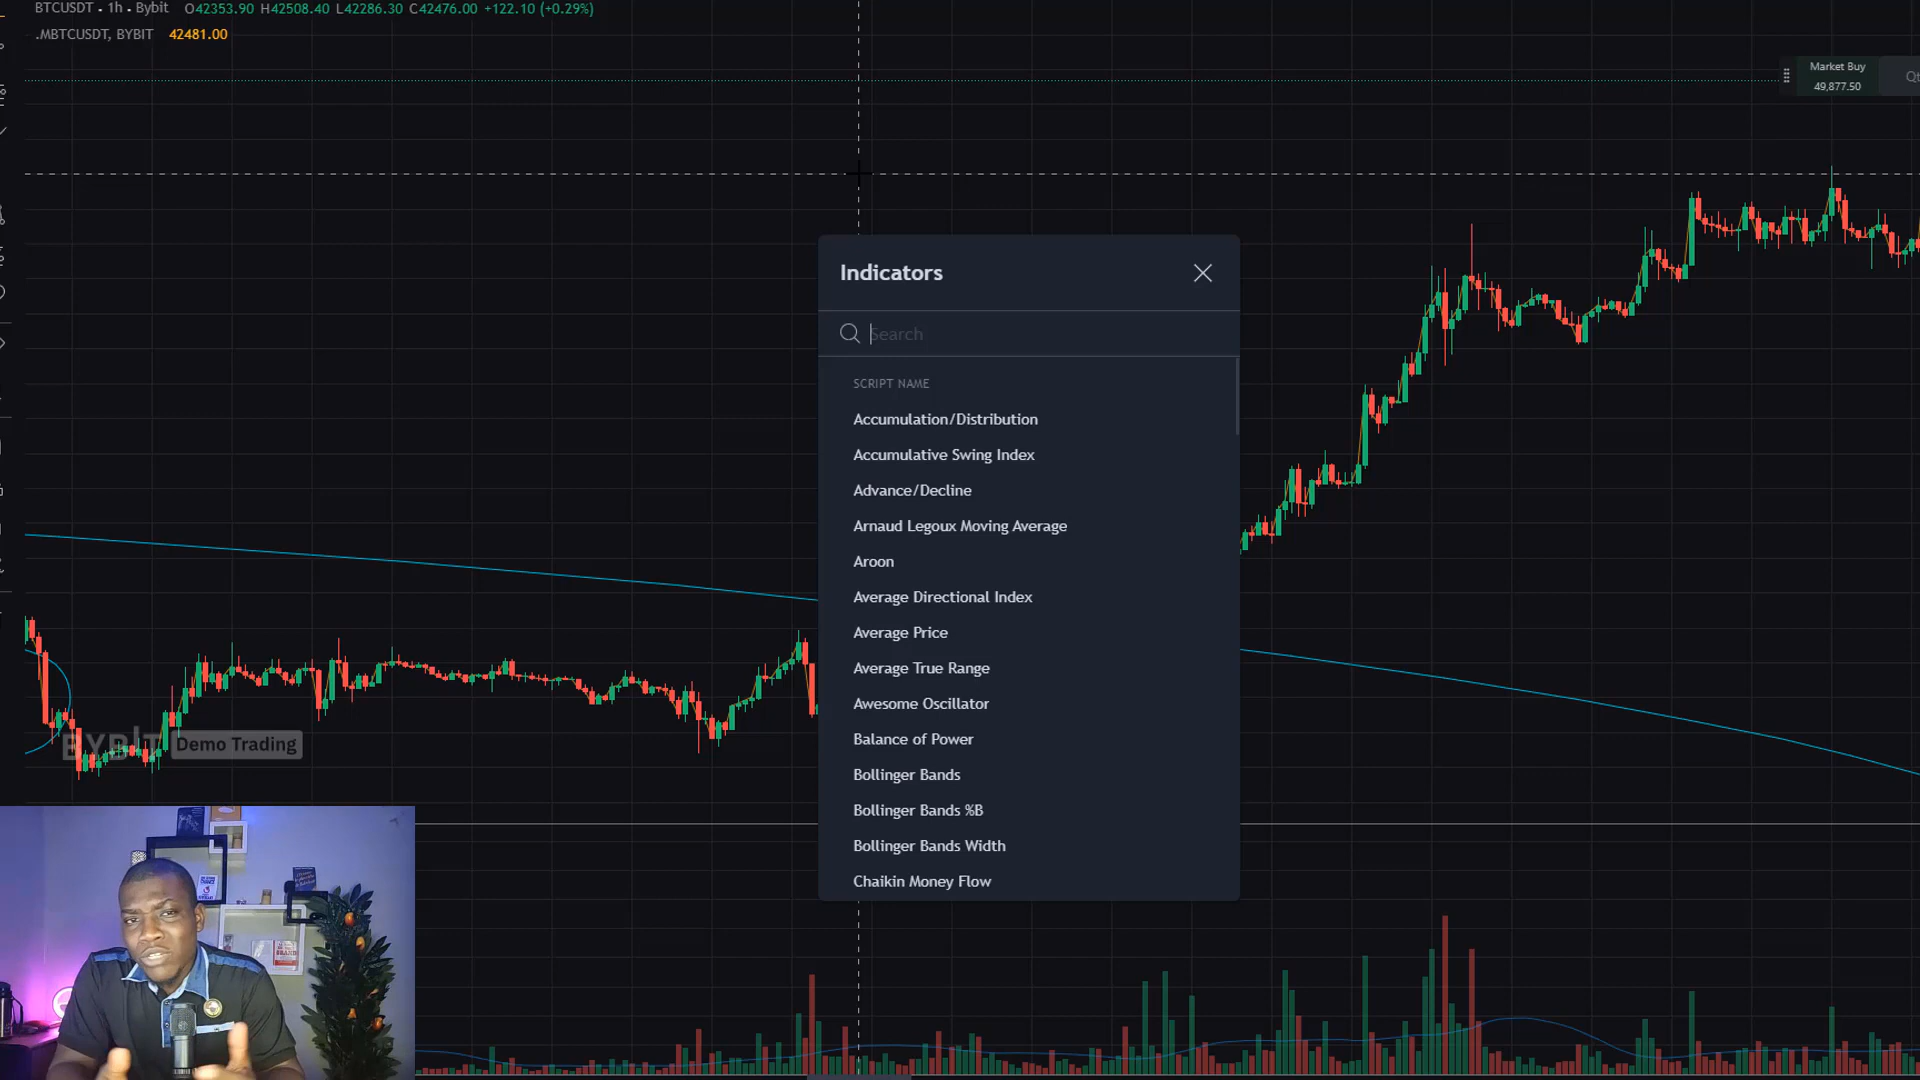 BTCUSDT • 1h • Bybit O42353.90 H42508.40 L42286.30 C42476.00 +122.10 (+0.29%)
.MBTCUSDT, BYBIT 42481.00
Market Buy
49,877.50
Indicators
Search
SCRIPT NAME
Accumulation/Distribution
Accumulative Swing Index
Advance/Decline
Arnaud Legoux Moving Average
Aroon
Average Directional Index
Average Price
Average True Range
Awesome Oscillator
Balance of Power
Bollinger Bands
Bollinger Bands %B
Bollinger Bands Width
Chaikin Money Flow
BYBIT Demo Trading